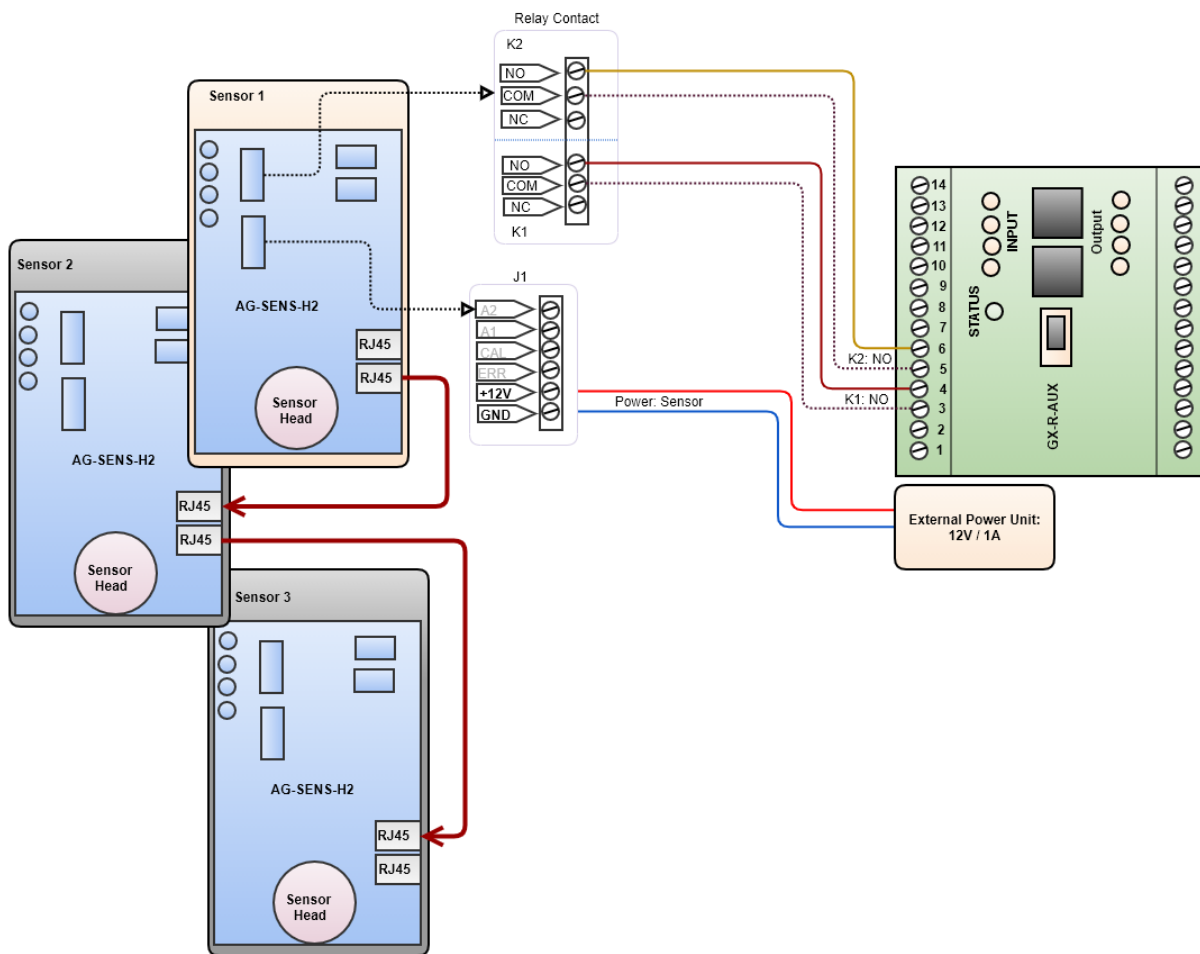 Relay Contact
K2
NO
COM
NC
NO
COM
NC
K1
Sensor 1
AG-SENS-H2
RJ45
RJ45
Sensor
Head
Sensor 2
AG-SENS-H2
RJ45
RJ45
Sensor
Head
Sensor 3
AG-SENS-H2
RJ45
RJ45
Sensor
Head
J1
A2
A1
CAL
ERR
+12V
GND
Power: Sensor
K2: NO
K1: NO
14
13
12
11
10
9
8
7
6
5
4
3
2
1
INPUT
STATUS
Output
GX-R-AUX
External Power Unit:
12V / 1A